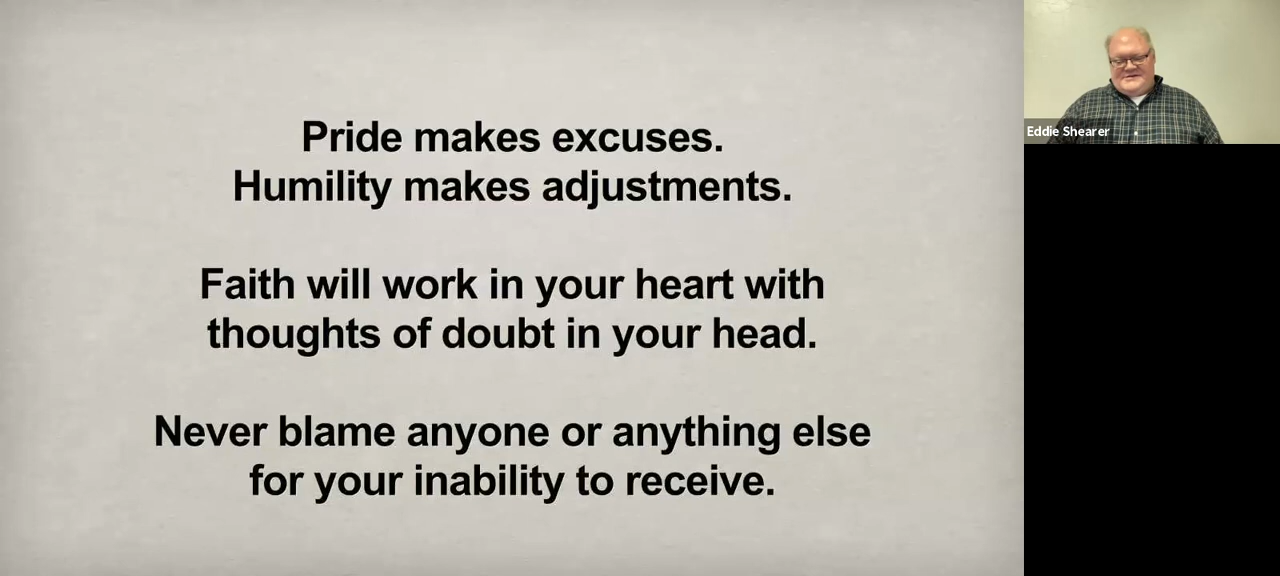 Pride makes excuses.
Humility makes adjustments.
Faith will work in your heart with
thoughts of doubt in your head.
Never blame anyone or anything else
for your inability to receive.
Eddie Shearer